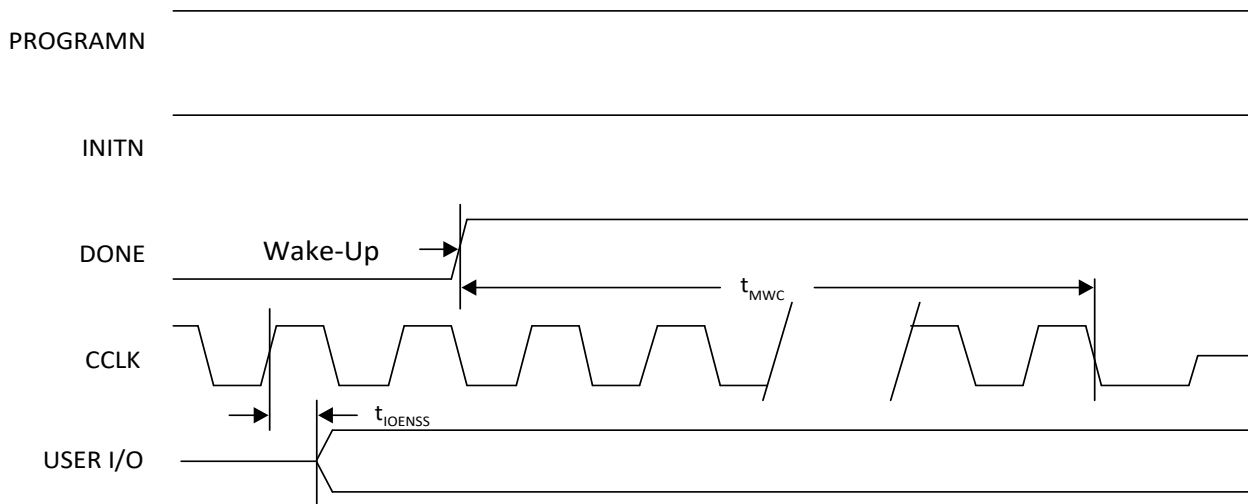 PROGRAMN
INITN
DONE
Wake-Up
t_MWC
CCLK
t_IOENSS
USER I/O